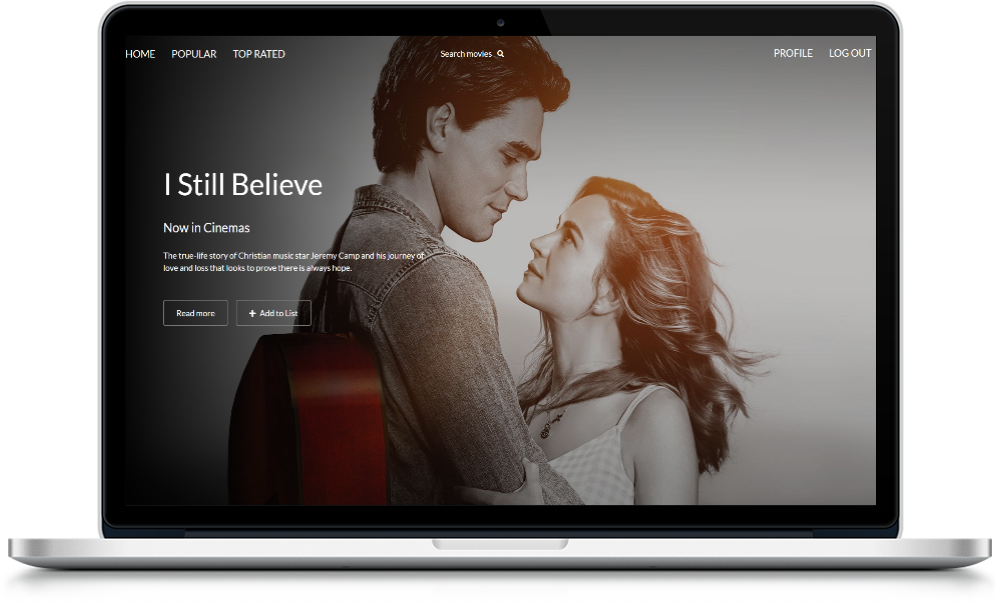 HOME POPULAR TOP RATED Search movies PROFILE LOG OUT
I Still Believe
Now in Cinemas
The true-life story of Christian music star Jeremy Camp and his journey of
love and loss that looks to prove there is always hope.
Read more + Add to List